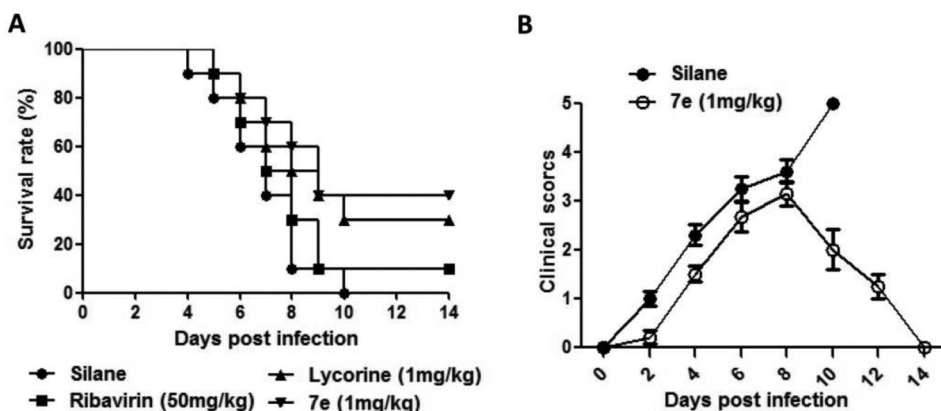 A
100
80
60
40
20
0
Survival rate (%)
0 2 4 6 8 10 12 14
Days post infection
Silane
Ribavirin (50mg/kg)
Lycorine (1mg/kg)
7e (1mg/kg)
B
Silane
7e (1mg/kg)
5
4
3
2
1
0
Clinical scorcs
0 2 4 6 8 10 12 14
Days post infection